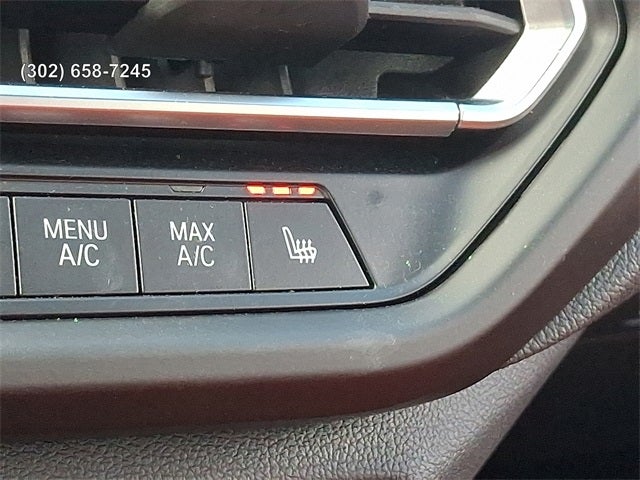 (302) 658-7245
MENU
A/C
MAX
A/C